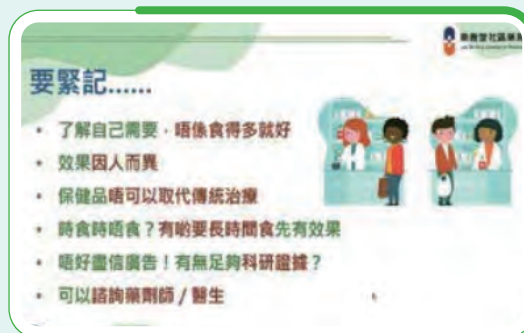 要緊記......
• 了解自己需要，唔係食得多就好
• 效果因人而異
• 保健品唔可以取代傳統治療
• 時食時唔食？有啲要長時間食先有效果
• 唔好盡信廣告！有無足夠科研證據？
• 可以諮詢藥劑師 / 醫生